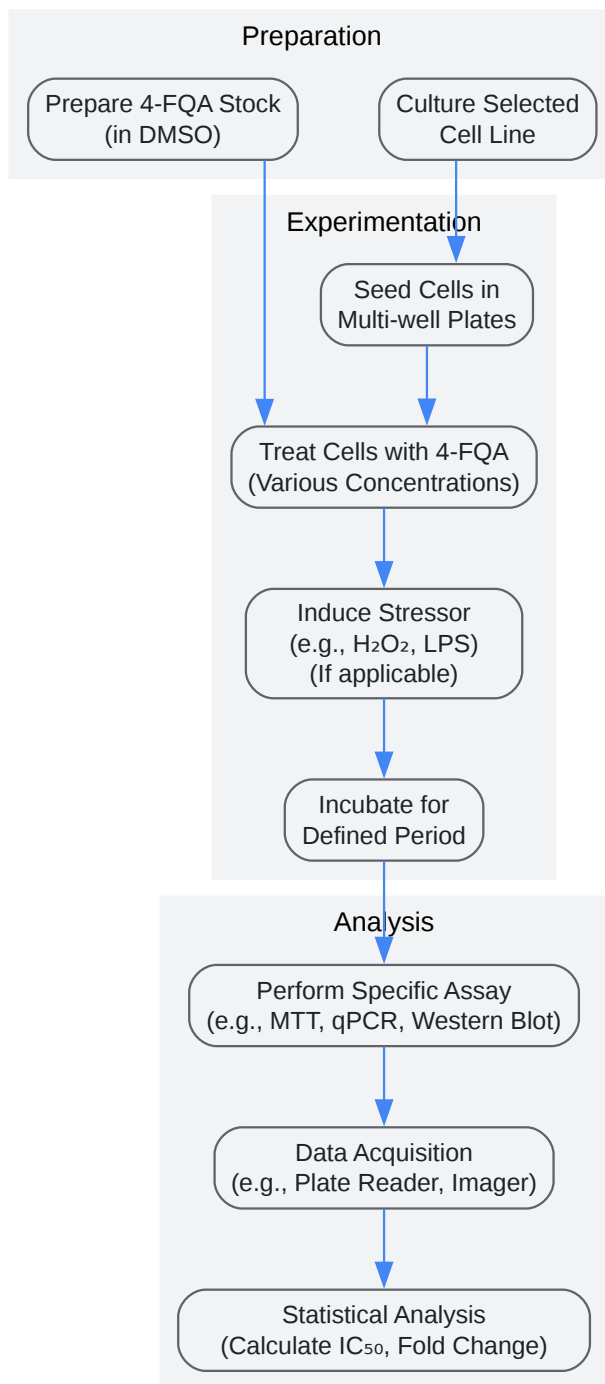 Preparation
Prepare 4-FQA Stock
(in DMSO)
Culture Selected
Cell Line
Experimentation
Seed Cells in
Multi-well Plates
Treat Cells with 4-FQA
(Various Concentrations)
Induce Stressor
(e.g., H₂O₂, LPS)
(If applicable)
Incubate for
Defined Period
Analysis
Perform Specific Assay
(e.g., MTT, qPCR, Western Blot)
Data Acquisition
(e.g., Plate Reader, Imager)
Statistical Analysis
(Calculate IC₅₀, Fold Change)